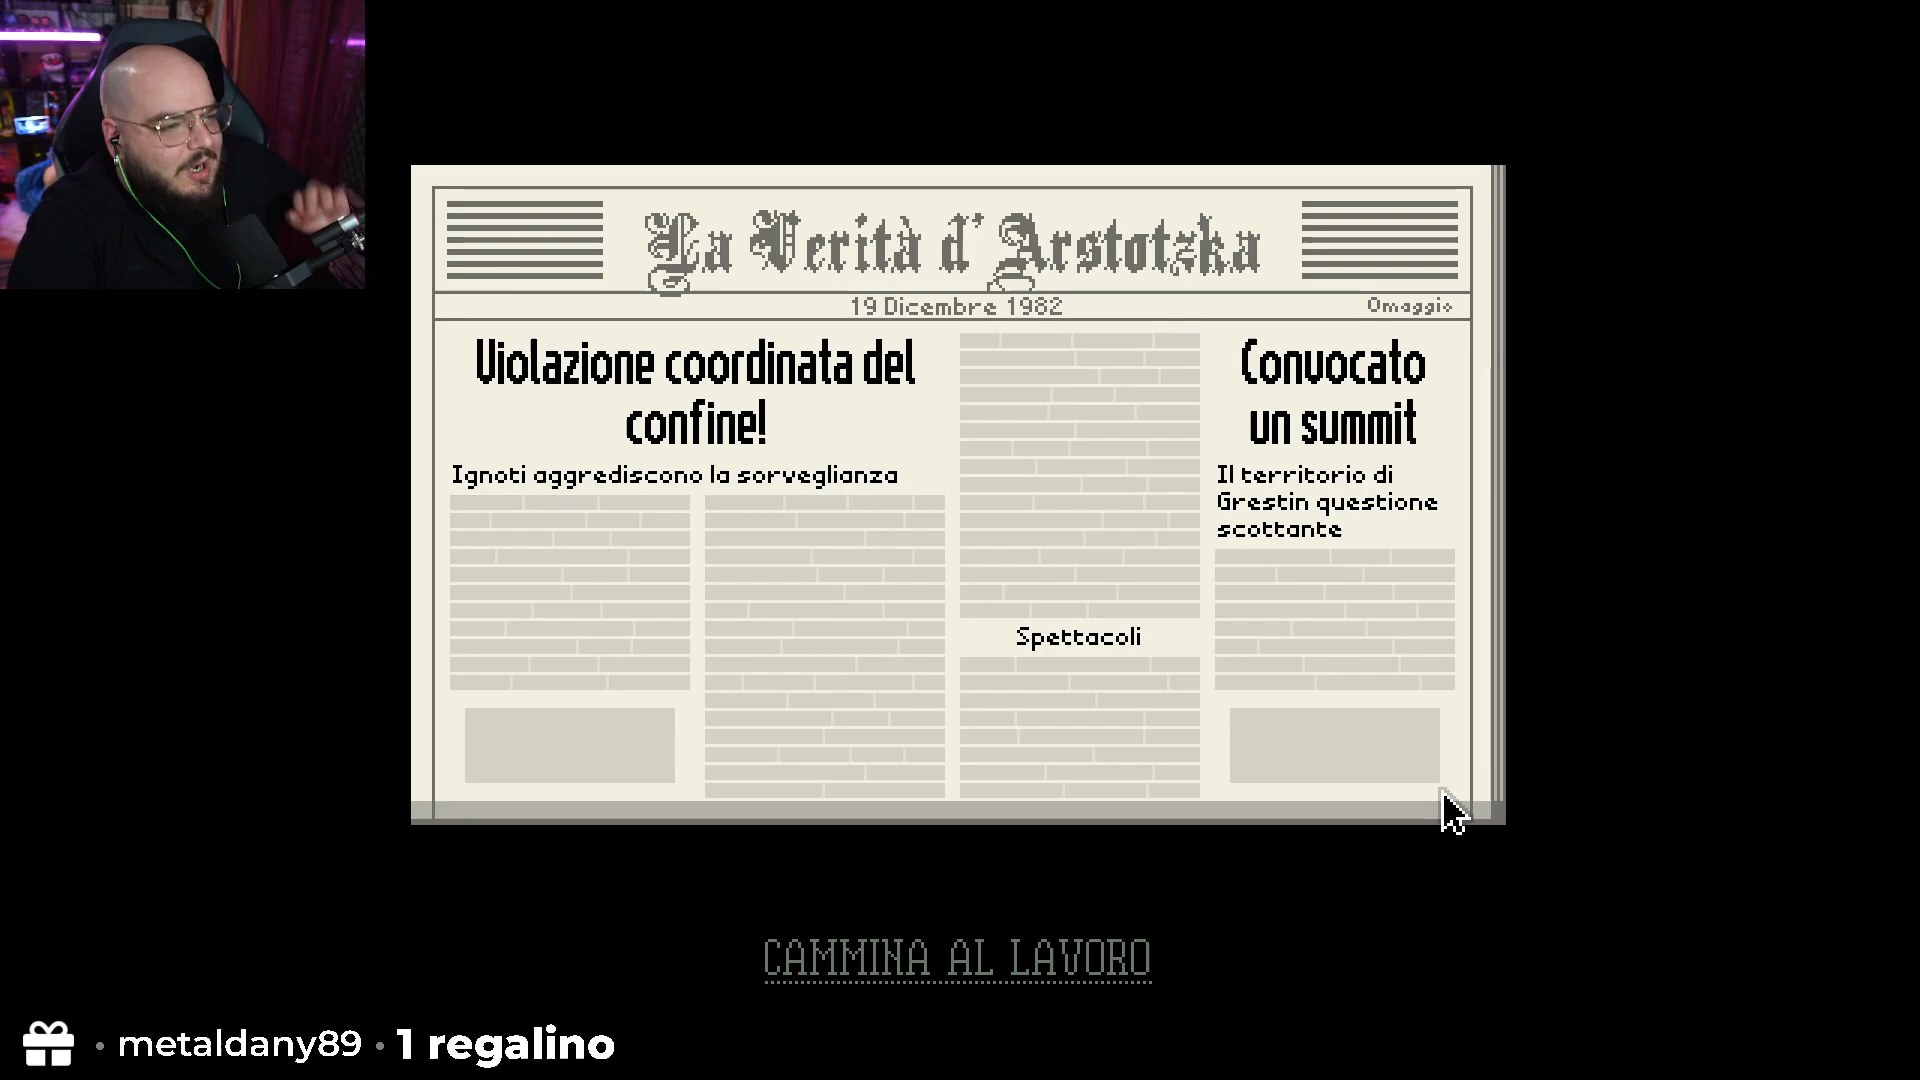 La Verità d'Arstotzka
19 Dicembre 1982
Omaggio
Violazione coordinata del
confine!
Ignoti aggrediscono la sorveglianza
Spettacoli
Convocato
un summit
Il territorio di
Grestin questione
scottante
CAMMINA AL LAVORO
• metaldany89 • 1 regalino